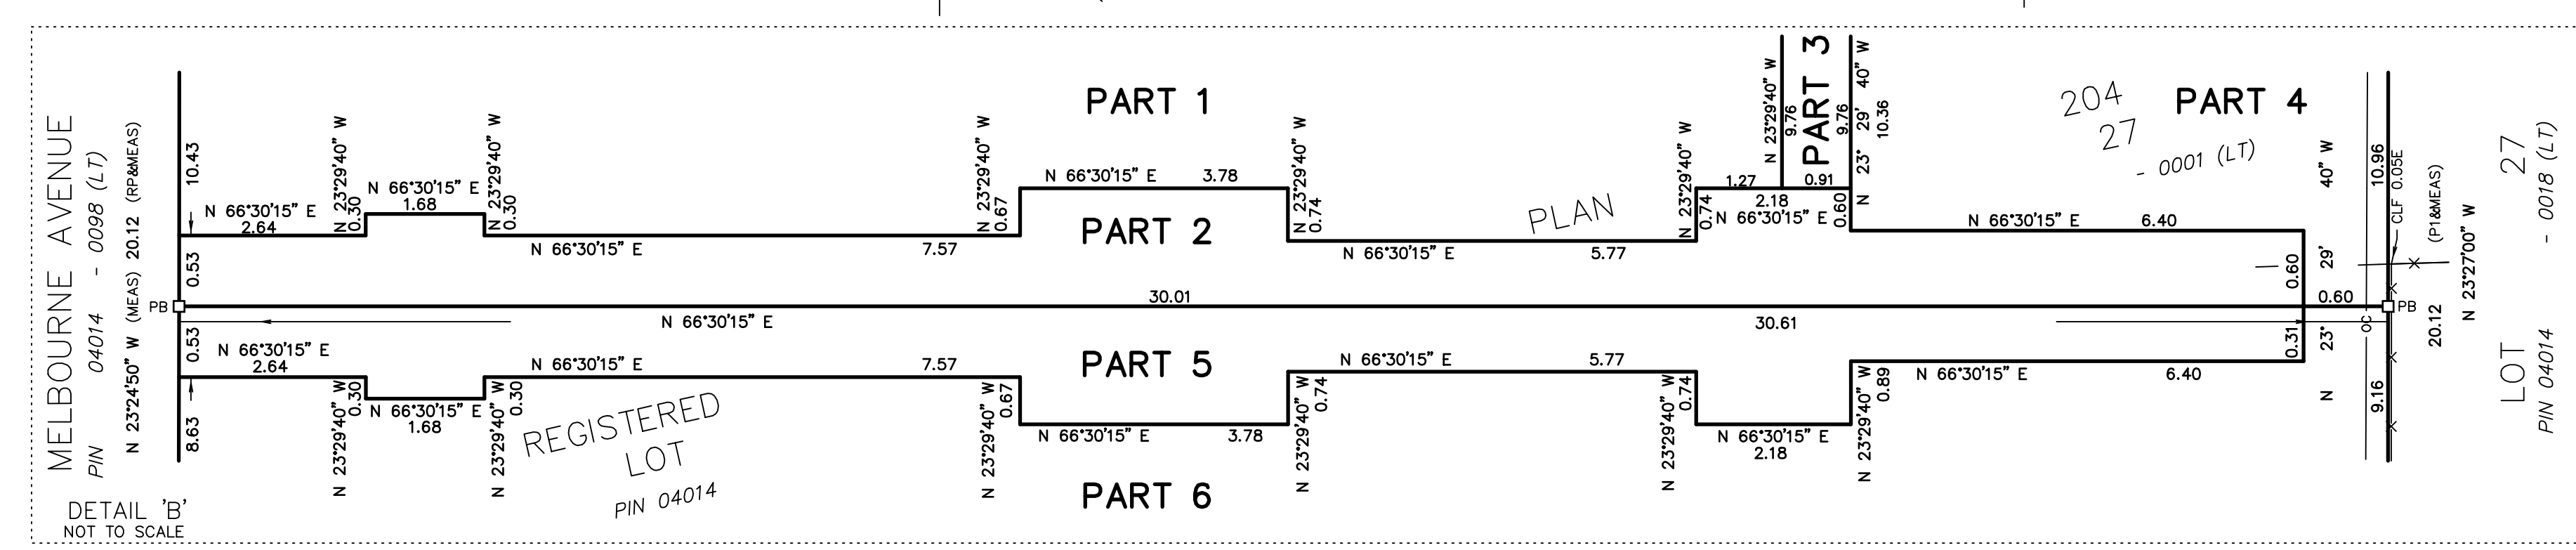 MELBOURNE AVENUE
PIN 04014 - 0098 (LT)
N 23°24'50" W (MEAS) 20.12 (RP&MEAS)
10.43
0.53
PB
0.53
8.63
N 66°30'15" E
2.64
N 23°29'40" W
0.30
N 66°30'15" E
1.68
N 23°29'40" W
0.30
N 66°30'15" E
7.57
N 23°29'40" W
0.67
PART 1
N 66°30'15" E 3.78
PART 2
N 23°29'40" W
0.74
N 66°30'15" E
5.77
PLAN
N 23°29'40" W
0.74
1.27
0.91
2.18
N 66°30'15" E
N 23°29'40" W
9.76
PART 3
9.76
0.60
N 23° 29' 40" W
10.36
204
27
- 0001 (LT)
PART 4
N 66°30'15" E
6.40
0.60
30.01
0.60
N 66°30'15" E
30.61
0.31
N 23° 29' 40" W
OC
10.96
CLF 0.05E
PB
9.16
20.12 (P1&MEAS)
N 23°27'00" W
LOT 27
PIN 04014 - 0018 (LT)
N 66°30'15" E
2.64
N 23°29'40" W
0.30
N 66°30'15" E
1.68
N 23°29'40" W
0.30
N 66°30'15" E
7.57
N 23°29'40" W
0.67
PART 5
N 66°30'15" E
3.78
N 23°29'40" W
0.74
N 66°30'15" E
5.77
N 23°29'40" W
0.74
N 66°30'15" E
2.18
N 23°29'40" W
0.89
N 66°30'15" E
6.40
REGISTERED
LOT
PIN 04014
PART 6
DETAIL 'B'
NOT TO SCALE